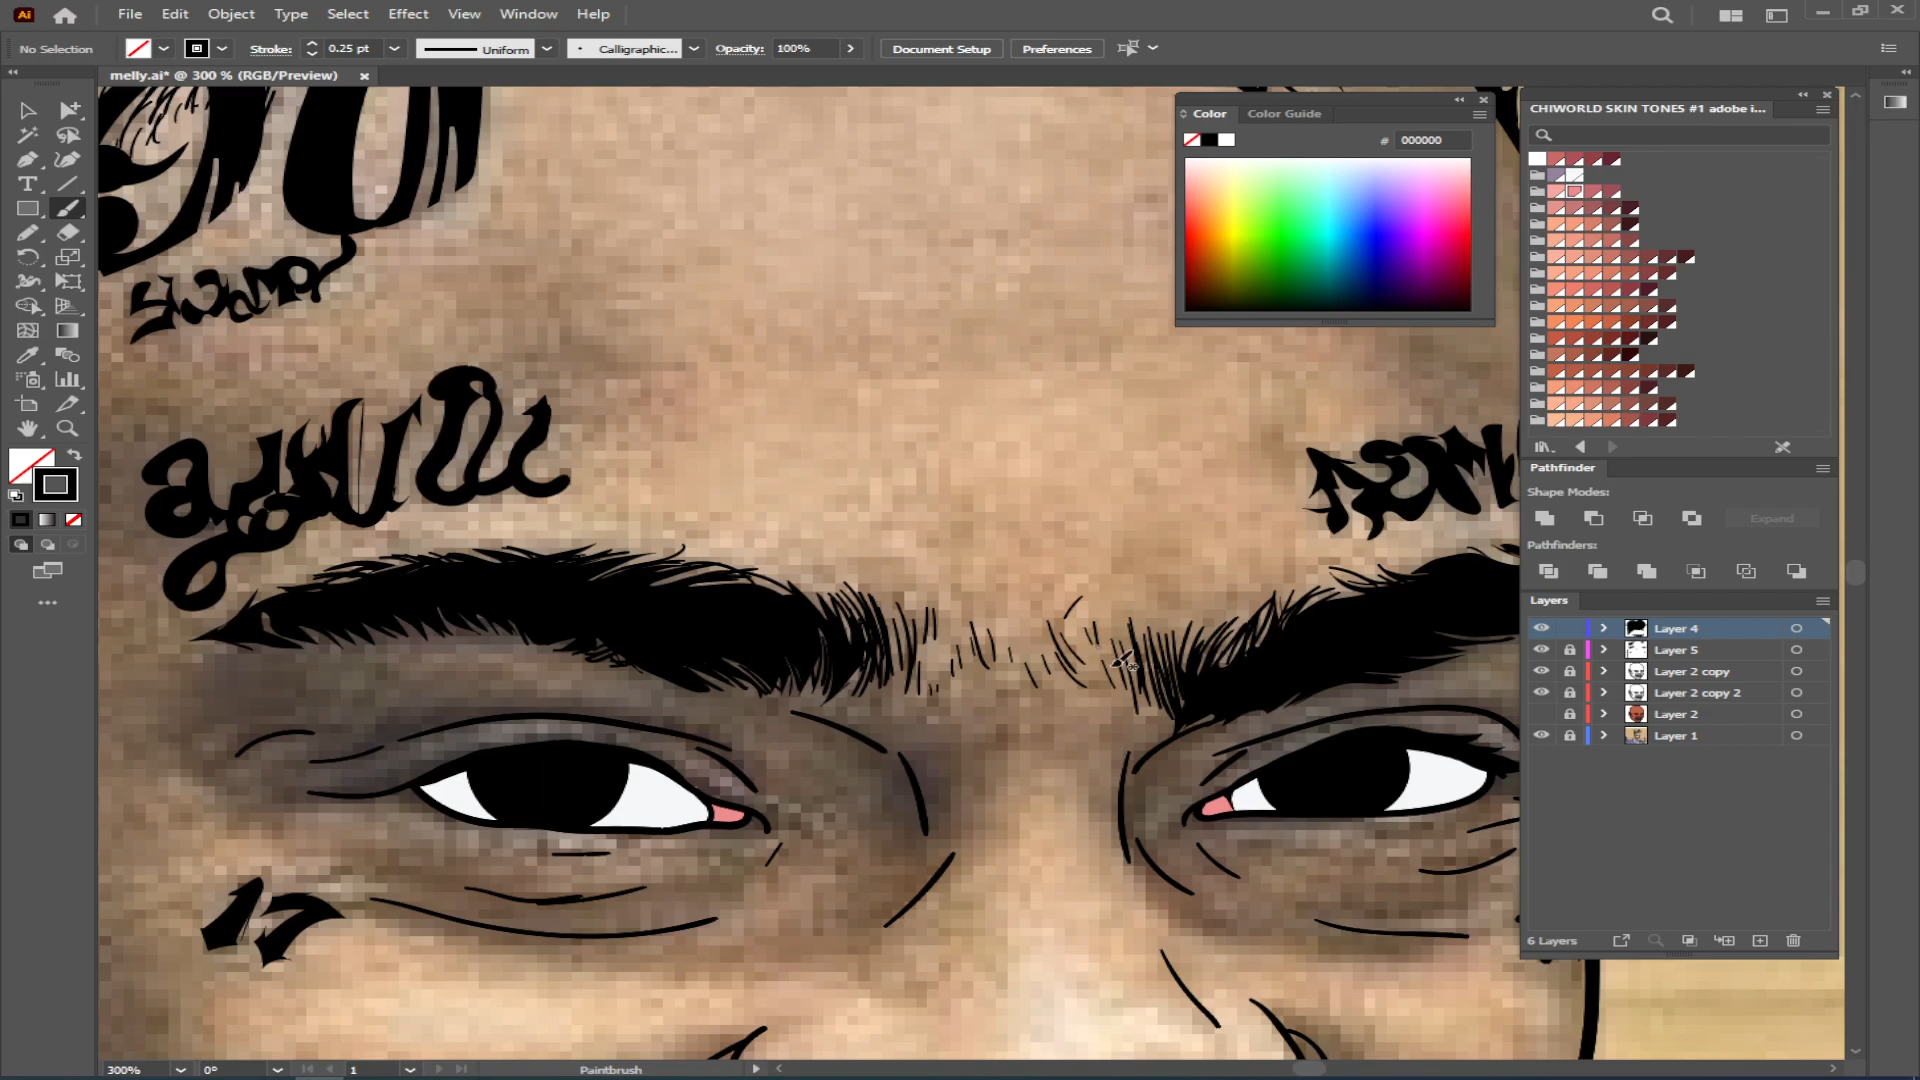 Ai File Edit Object Type Select Effect View Window Help
No Selection Stroke: 0.25 pt Uniform Calligraphic... Opacity: 100% Document Setup Preferences
melly.ai* @ 300 % (RGB/Preview)
CHIWORLD SKIN TONES #1 adobe i...
Color Color Guide
# 000000
Pathfinder
Shape Modes:
Expand
Pathfinders:
Layers
Layer 4
Layer 5
Layer 2 copy
Layer 2 copy 2
Layer 2
Layer 1
6 Layers
300% 0° 1 Paintbrush